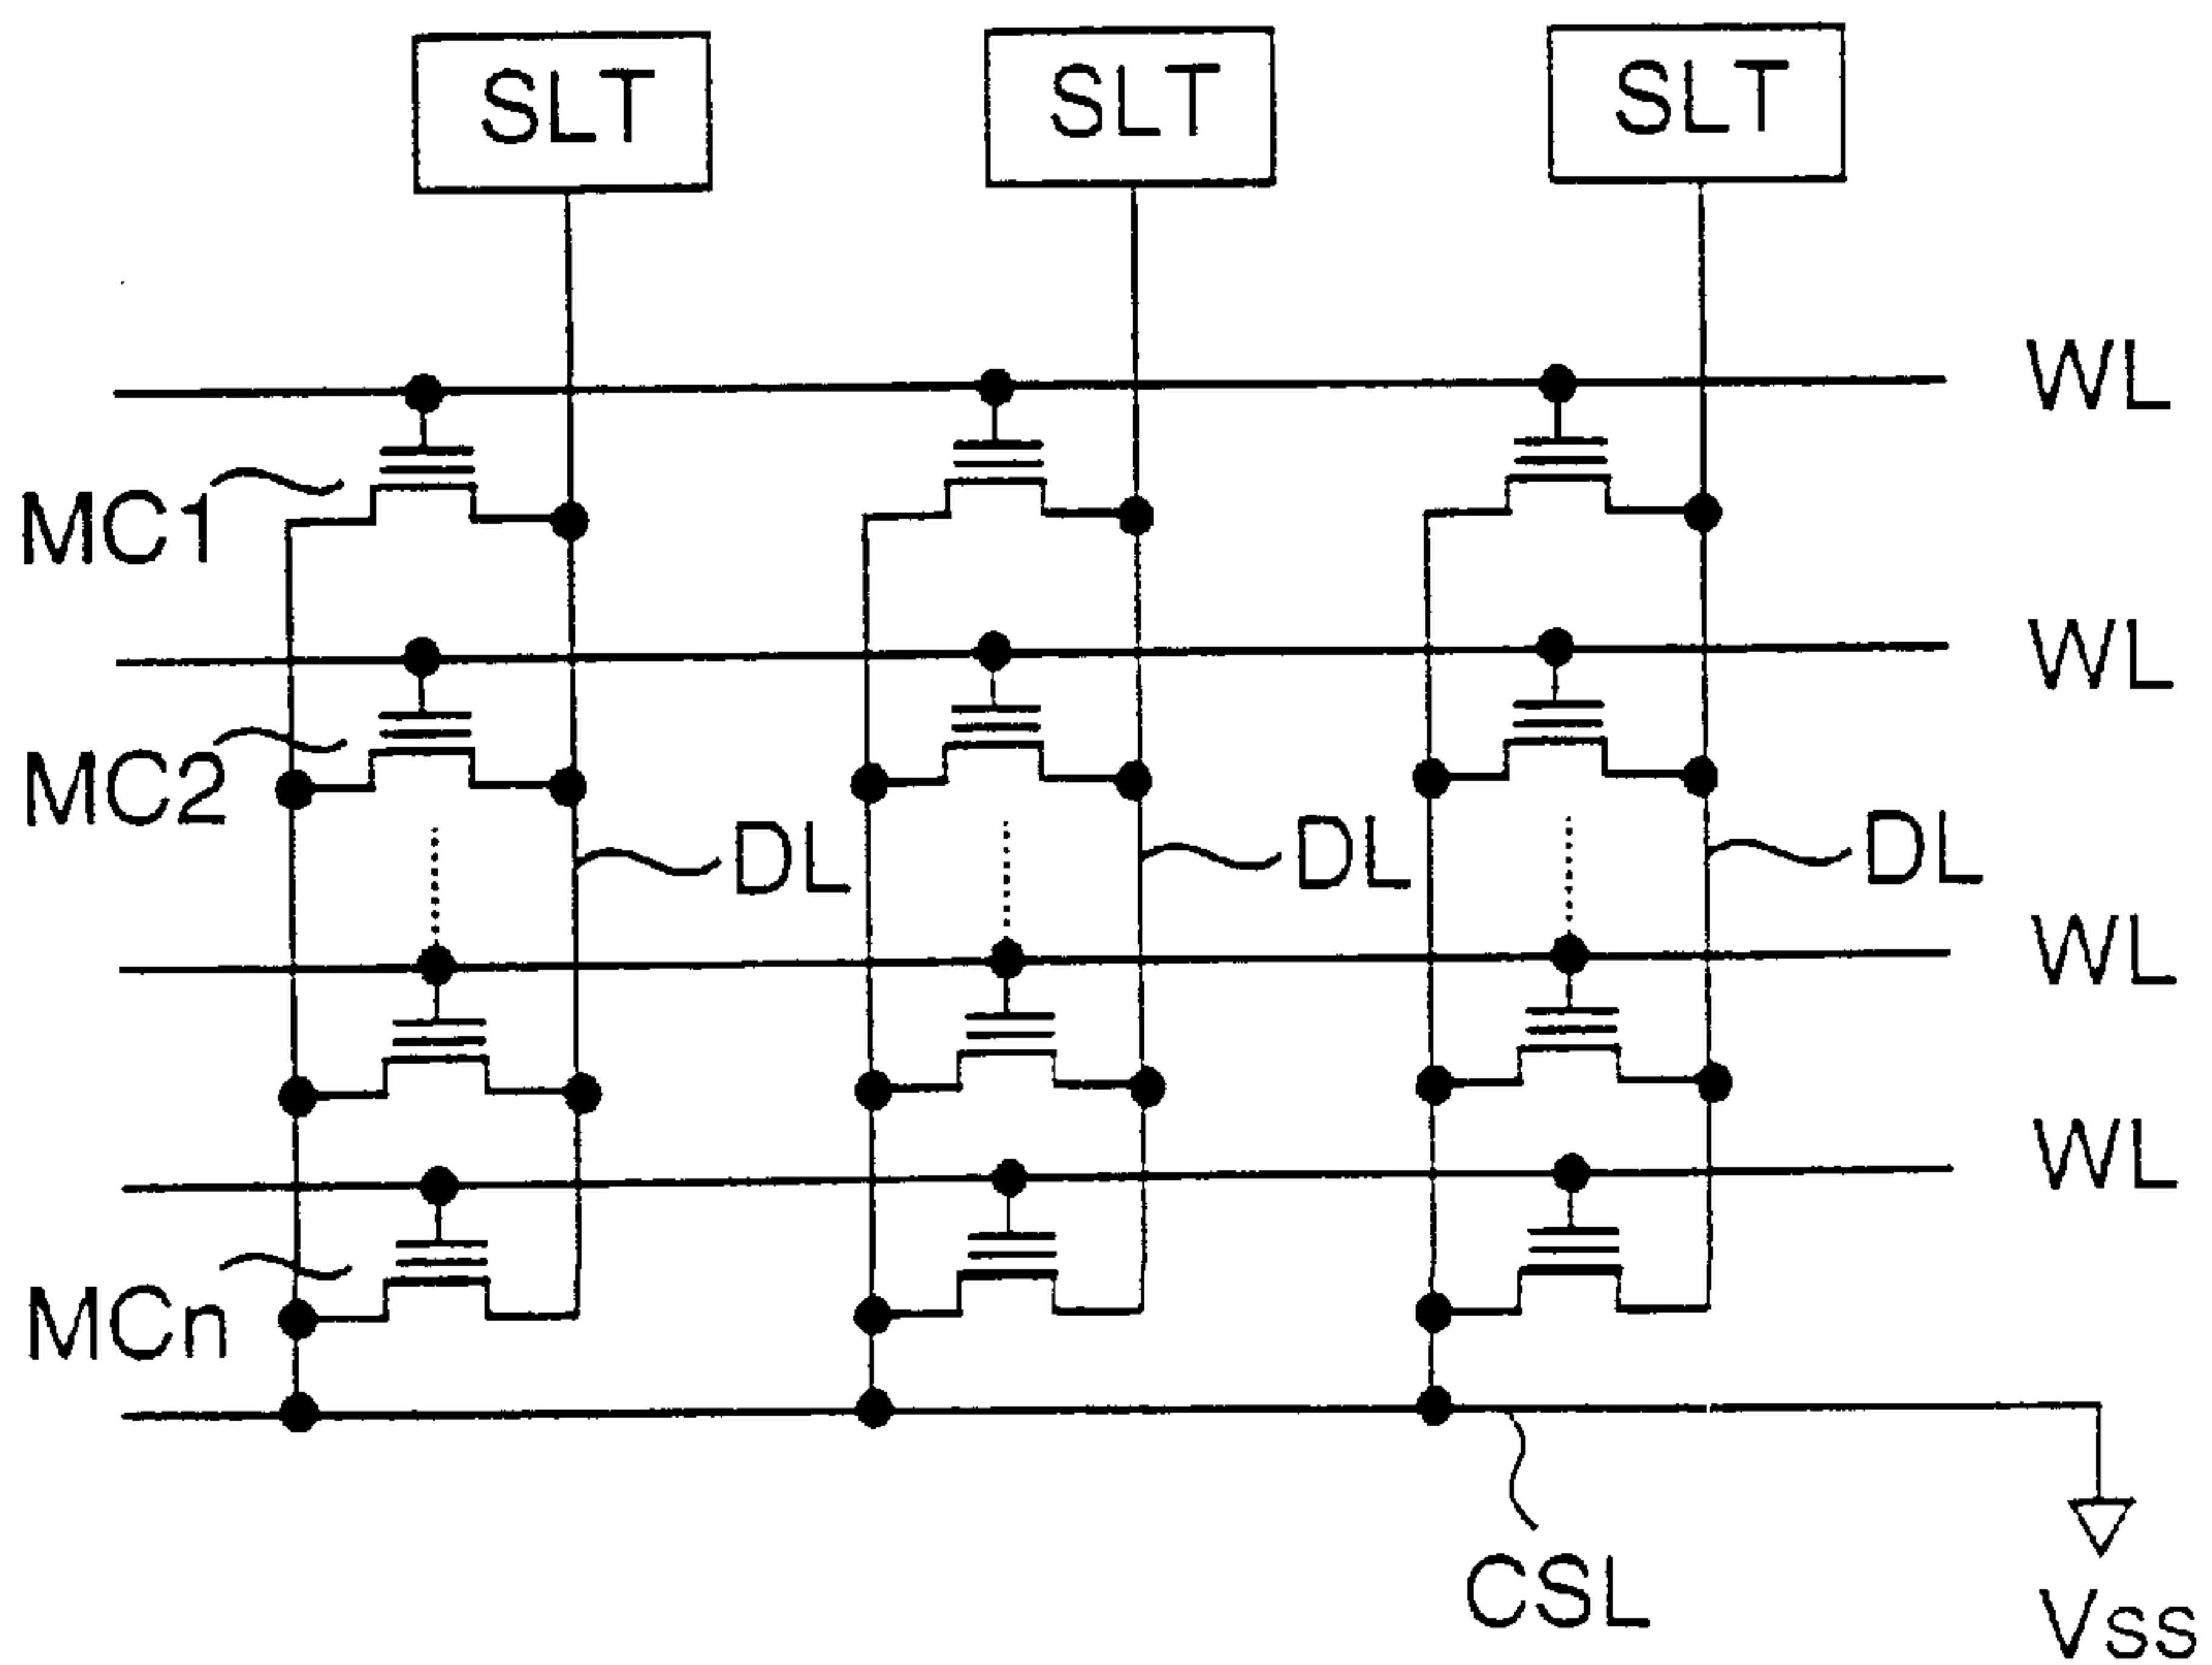 SLT SLT SLT
WL
MC1
WL
MC2
DL DL DL
WL
WL
MCn
CSL
Vss